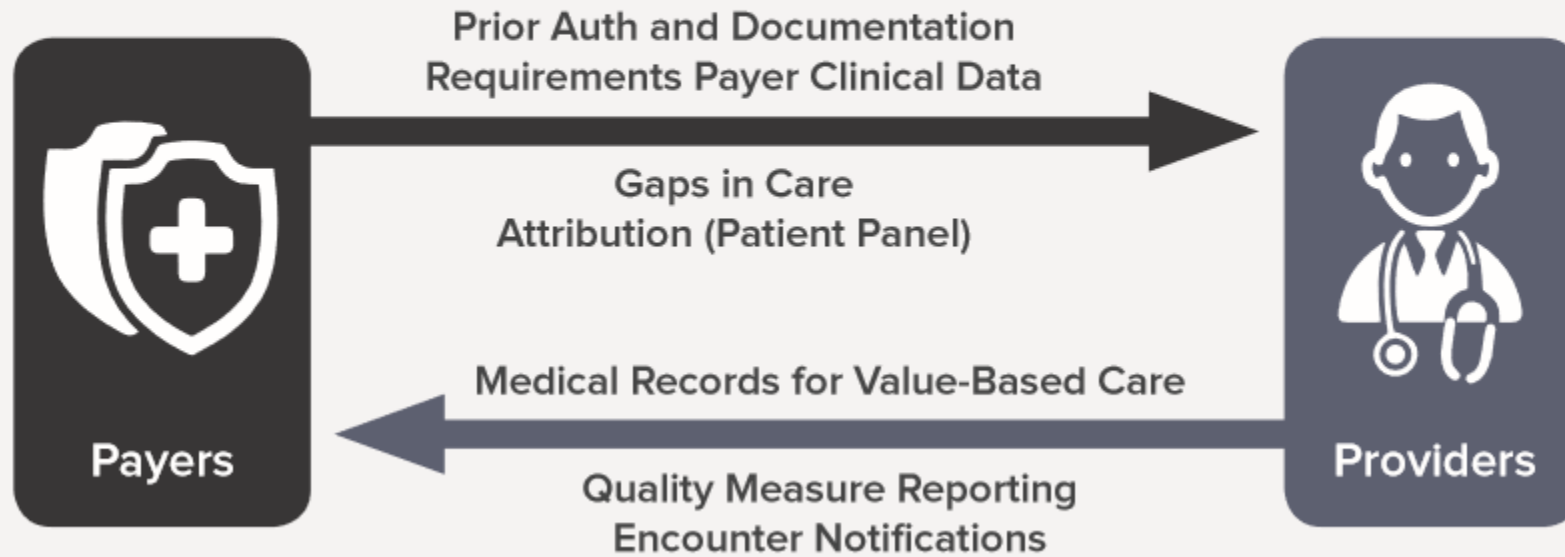 Prior Auth and Documentation
Requirements Payer Clinical Data
Gaps in Care
Attribution (Patient Panel)
Payers
Medical Records for Value-Based Care
Quality Measure Reporting
Encounter Notifications
Providers